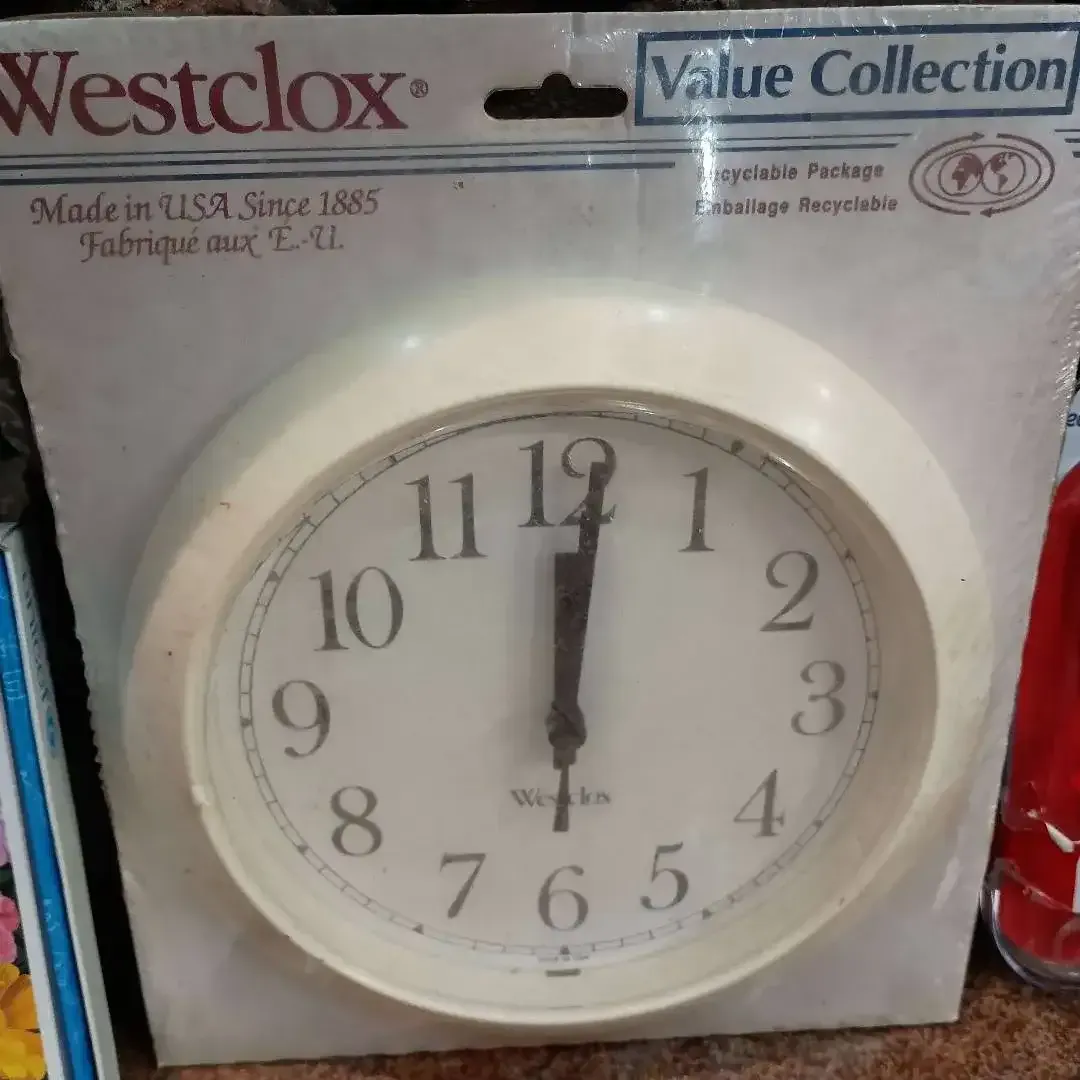 Westclox®
Value Collection
Made in USA Since 1885
Fabriqué aux É.-U.
Recyclable Package
Emballage Recyclable
12
11
1
10
2
9
3
8
4
Westclox
7
5
6